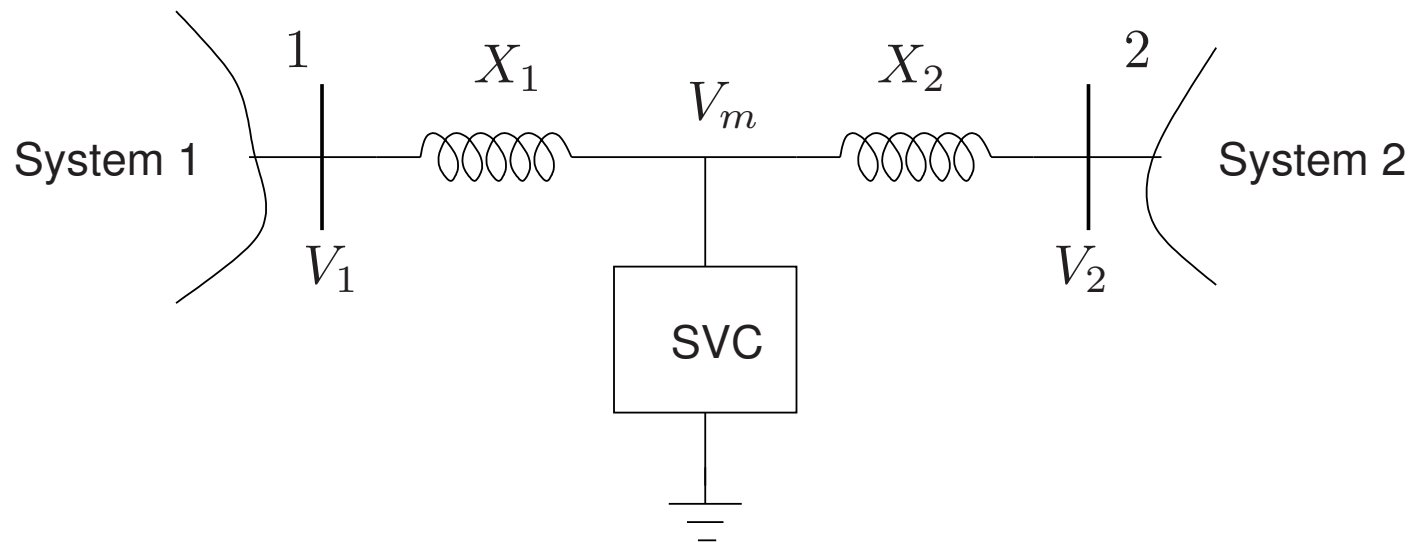 1
X₁
Vₘ
X₂
2
System 1
System 2
V₁
V₂
SVC